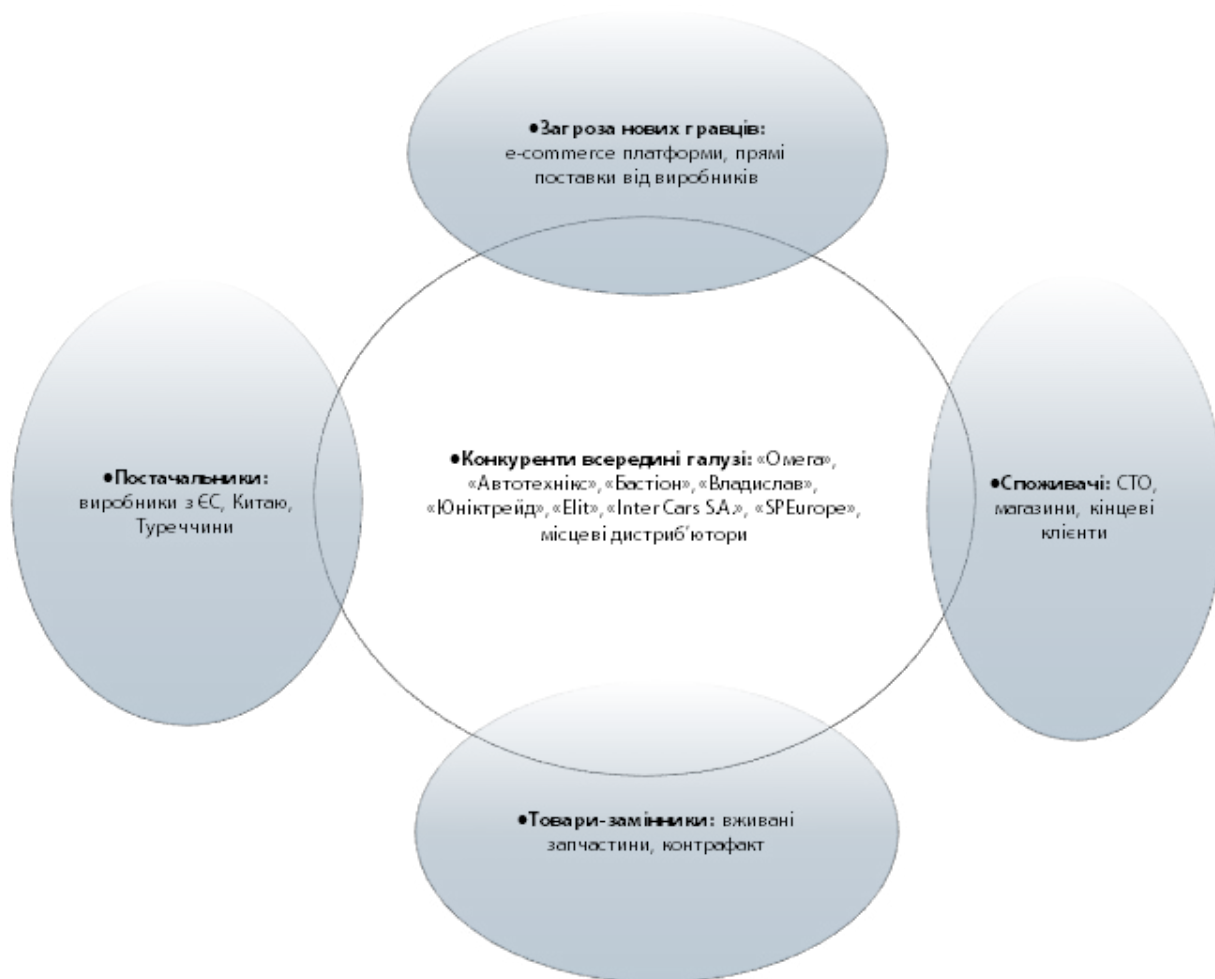 ●Загроза нових гравців:
e-commerce платформи, прямі
поставки від виробників
●Постачальники:
виробники з ЄС, Китаю,
Туреччини
●Конкуренти всередині галузі: «Омега»,
«Автотехнікс», «Бастіон», «Владислав»,
«Юніктрейд», «Elit», «Inter Cars S.A.», «SPEurope»,
місцеві дистриб'ютори
●Споживачі: СТО,
магазини, кінцеві
клієнти
●Товари-замінники: вживані
запчастини, контрафакт